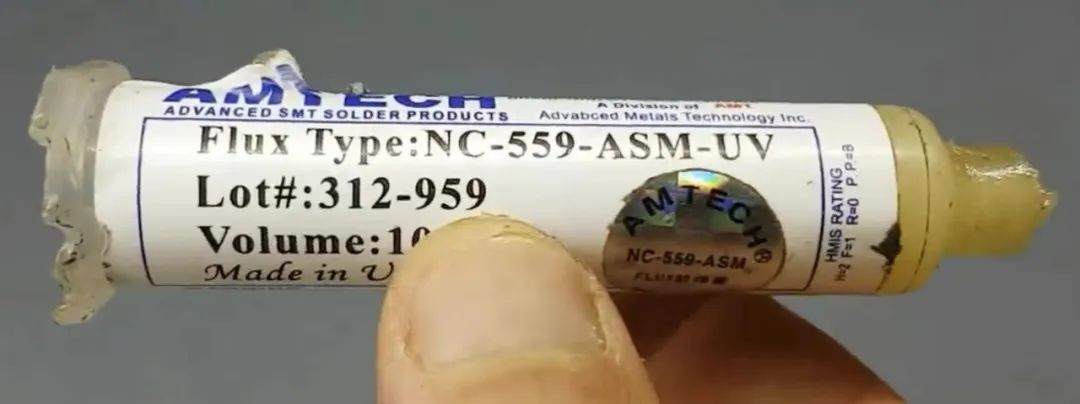 AMTECH
ADVANCED SMT SOLDER PRODUCTS
A Division of AMT
Advabced Metals Technology Inc.
Flux Type:NC-559-ASM-UV
Lot#:312-959
Volume:10
Made in U
AMTECH®
NC-559-ASM
HMIS RATING
H=2 F=1 R=0 P.P.=B